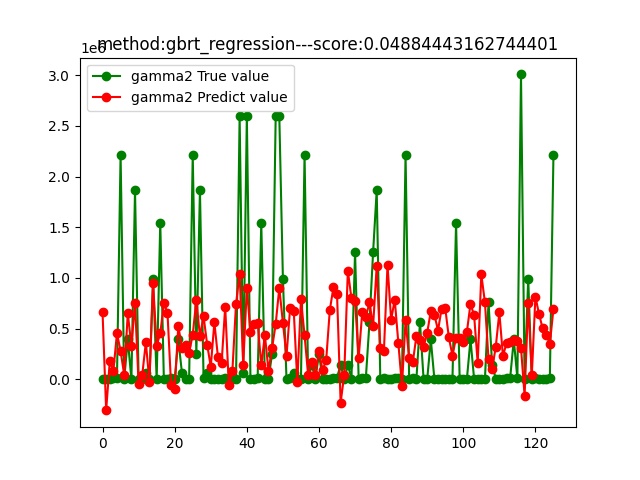 1e6
method:gbrt_regression---score:0.04884443162744401
gamma2 True value
gamma2 Predict value
3.0
2.5
2.0
1.5
1.0
0.5
0.0
0 20 40 60 80 100 120